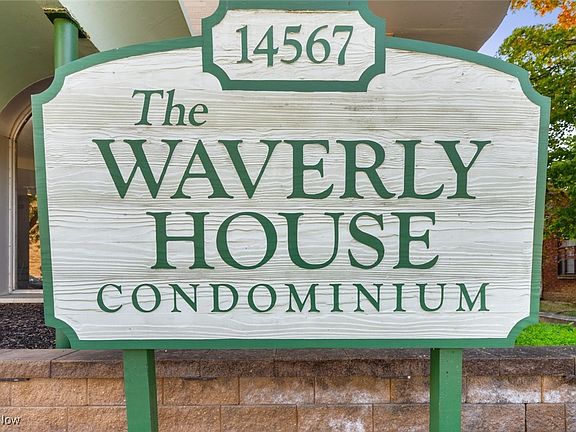 14567
The
WAVERLY
HOUSE
CONDOMINIUM